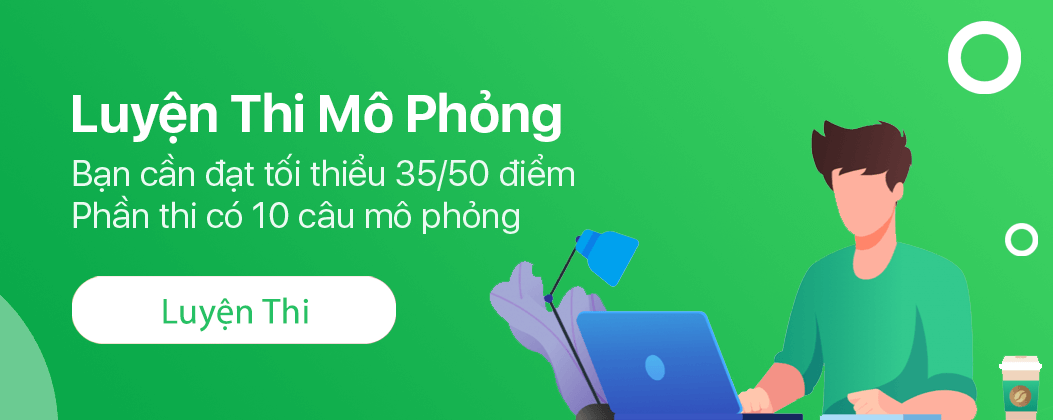 Luyện Thi Mô Phỏng
Bạn cần đạt tối thiểu 35/50 điểm
Phần thi có 10 câu mô phỏng
Luyện Thi